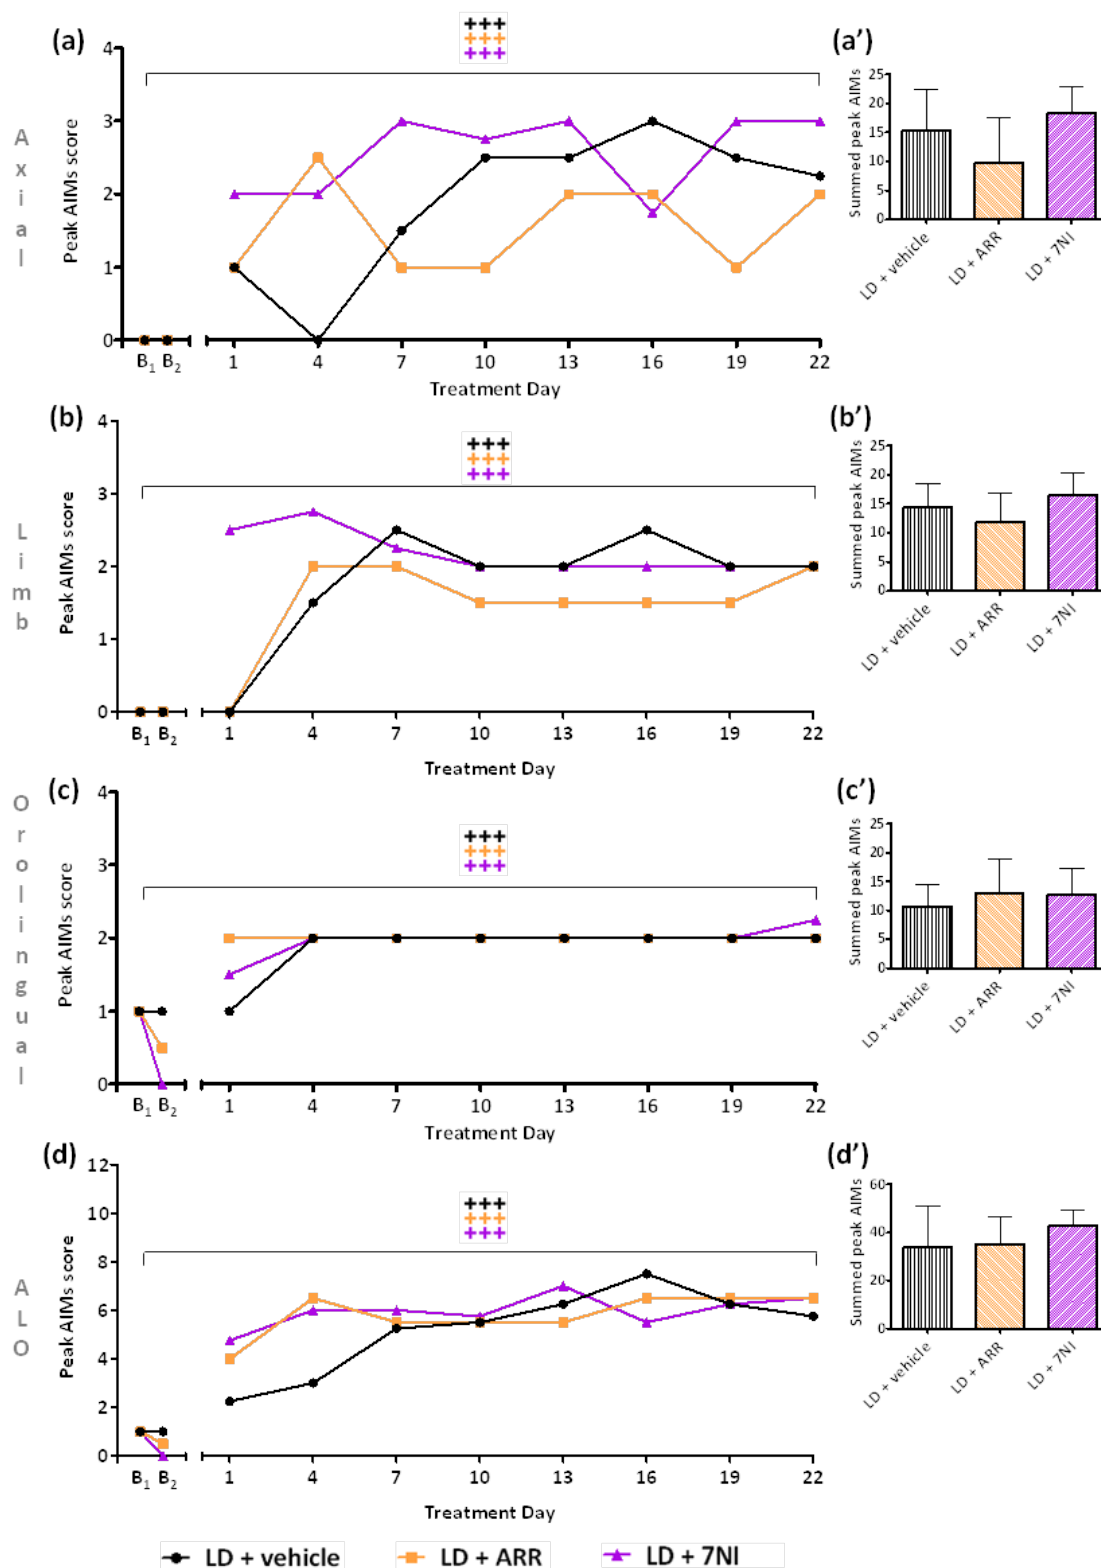 (a)
+++
+++
+++
Axial
Peak AIMs score
4
3
2
1
0
B1 B2 1 4 7 10 13 16 19 22
Treatment Day
(a')
Summed peak AIMs
25
20
15
10
5
0
LD + vehicle
LD + ARR
LD + 7NI
(b)
+++
+++
+++
Limb
Peak AIMs score
4
3
2
1
0
B1 B2 1 4 7 10 13 16 19 22
Treatment Day
(b')
Summed peak AIMs
25
20
15
10
5
0
LD + vehicle
LD + ARR
LD + 7NI
(c)
+++
+++
+++
Orolingual
Peak AIMs score
4
3
2
1
0
B1 B2 1 4 7 10 13 16 19 22
Treatment Day
(c')
Summed peak AIMs
25
20
15
10
5
0
LD + vehicle
LD + ARR
LD + 7NI
(d)
+++
+++
+++
ALO
Peak AIMs score
12
10
8
6
4
2
0
B1 B2 1 4 7 10 13 16 19 22
Treatment Day
(d')
Summed peak AIMs
60
40
20
0
LD + vehicle
LD + ARR
LD + 7NI
LD + vehicle LD + ARR LD + 7NI